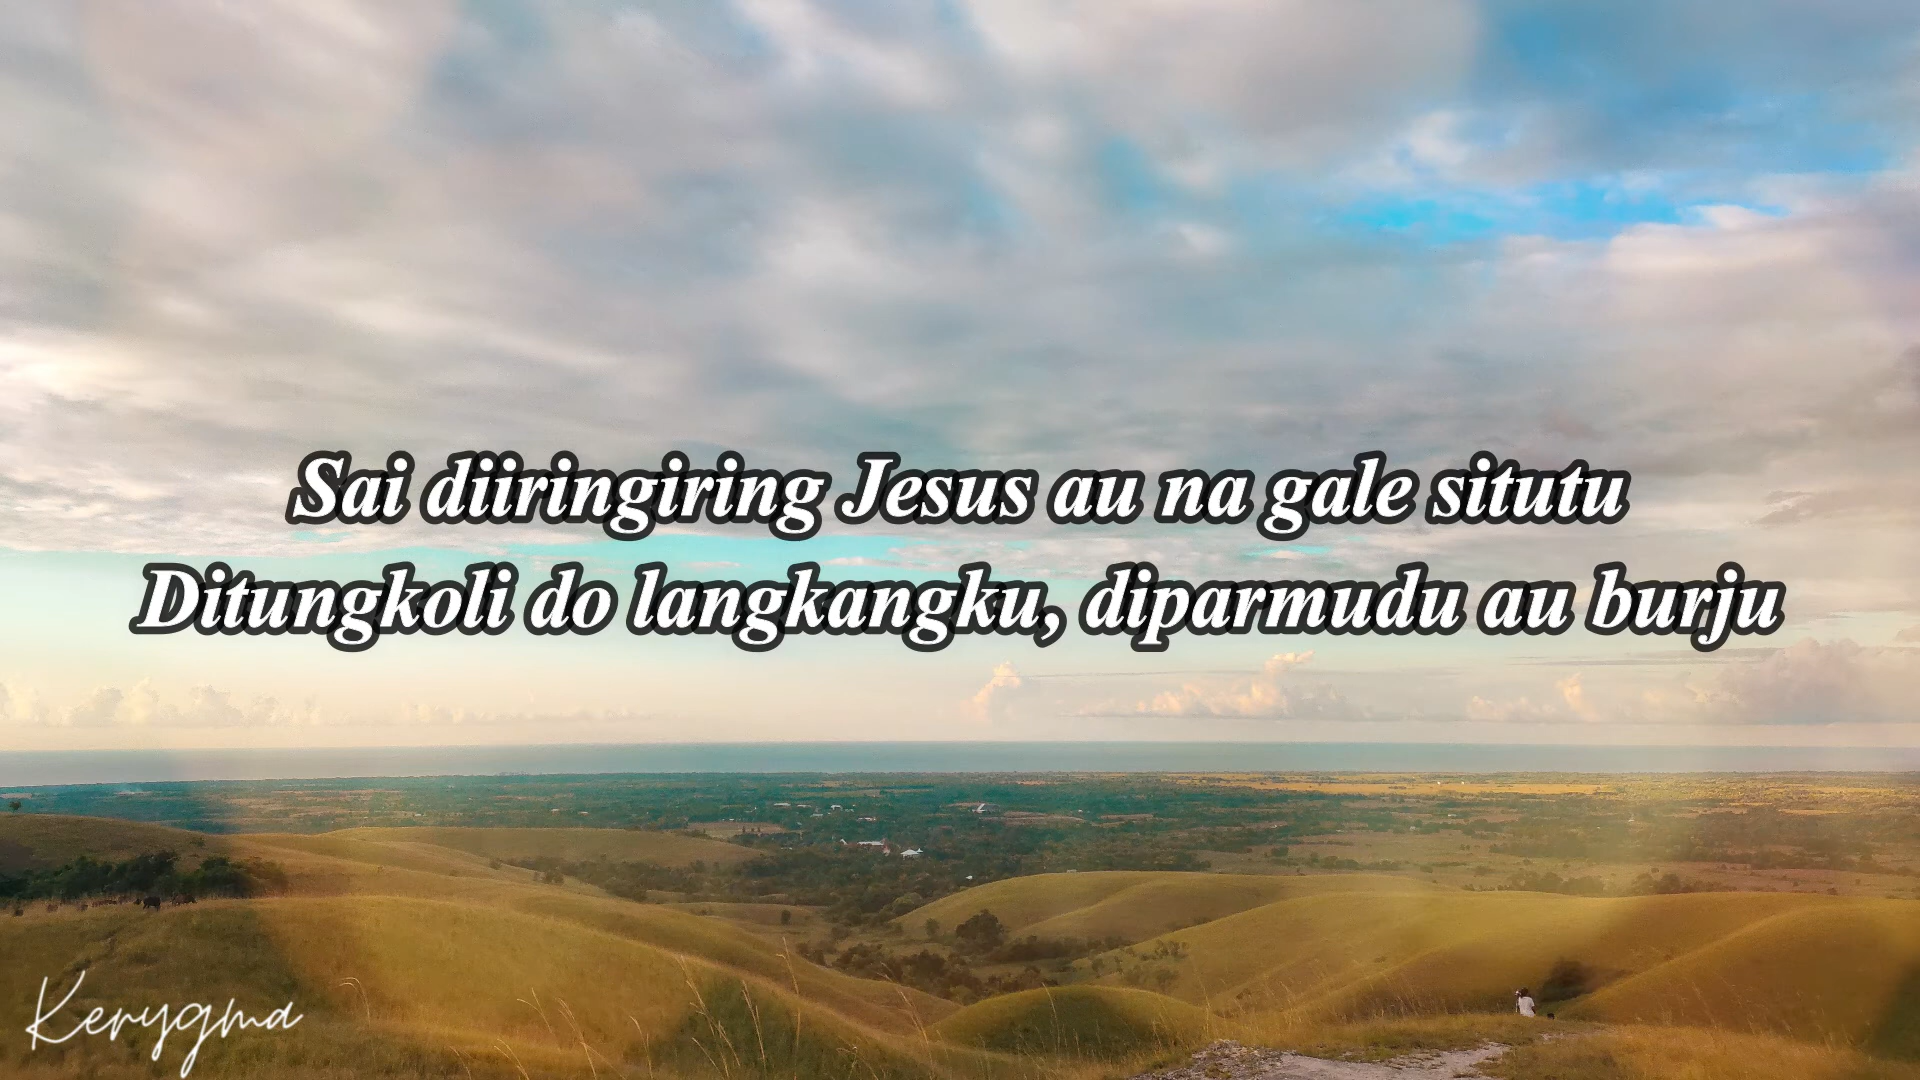 Sai diiringiring Jesus au na gale situtu
Ditungkoli do langkangku, diparmudu au burju
Kerygma